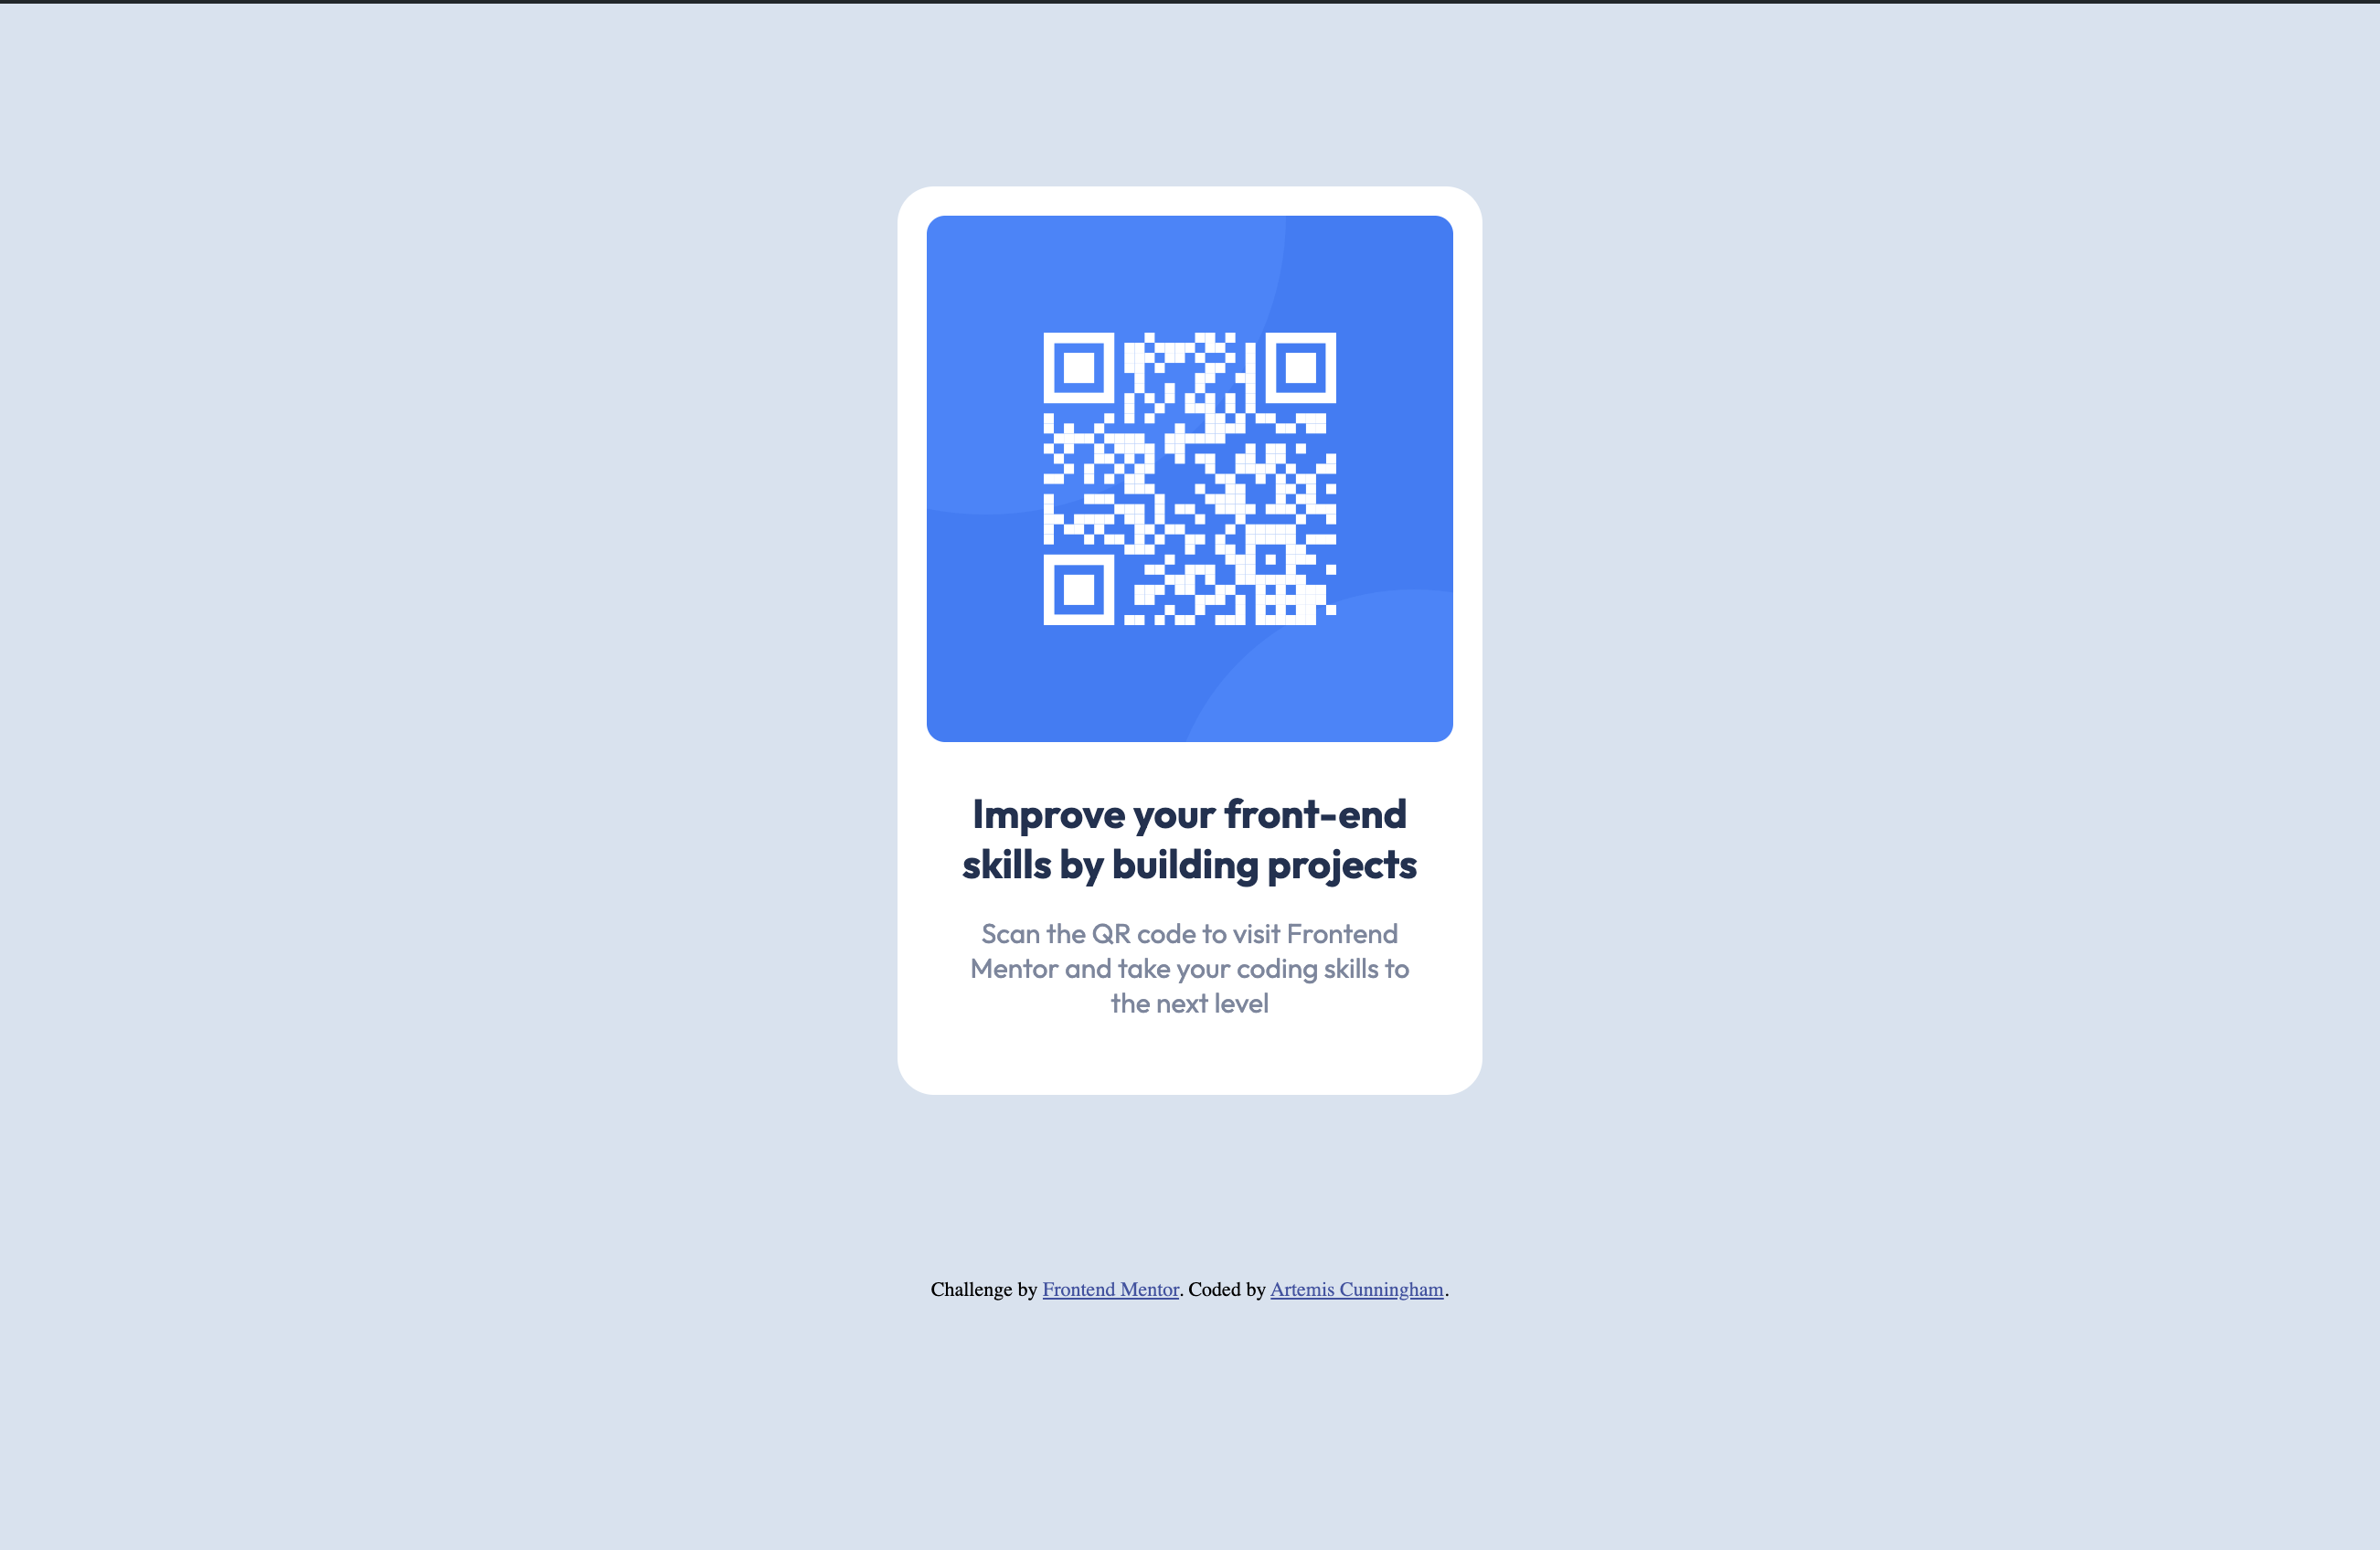 Improve your front-end
skills by building projects
Scan the QR code to visit Frontend
Mentor and take your coding skills to
the next level
Challenge by Frontend Mentor. Coded by Artemis Cunningham.